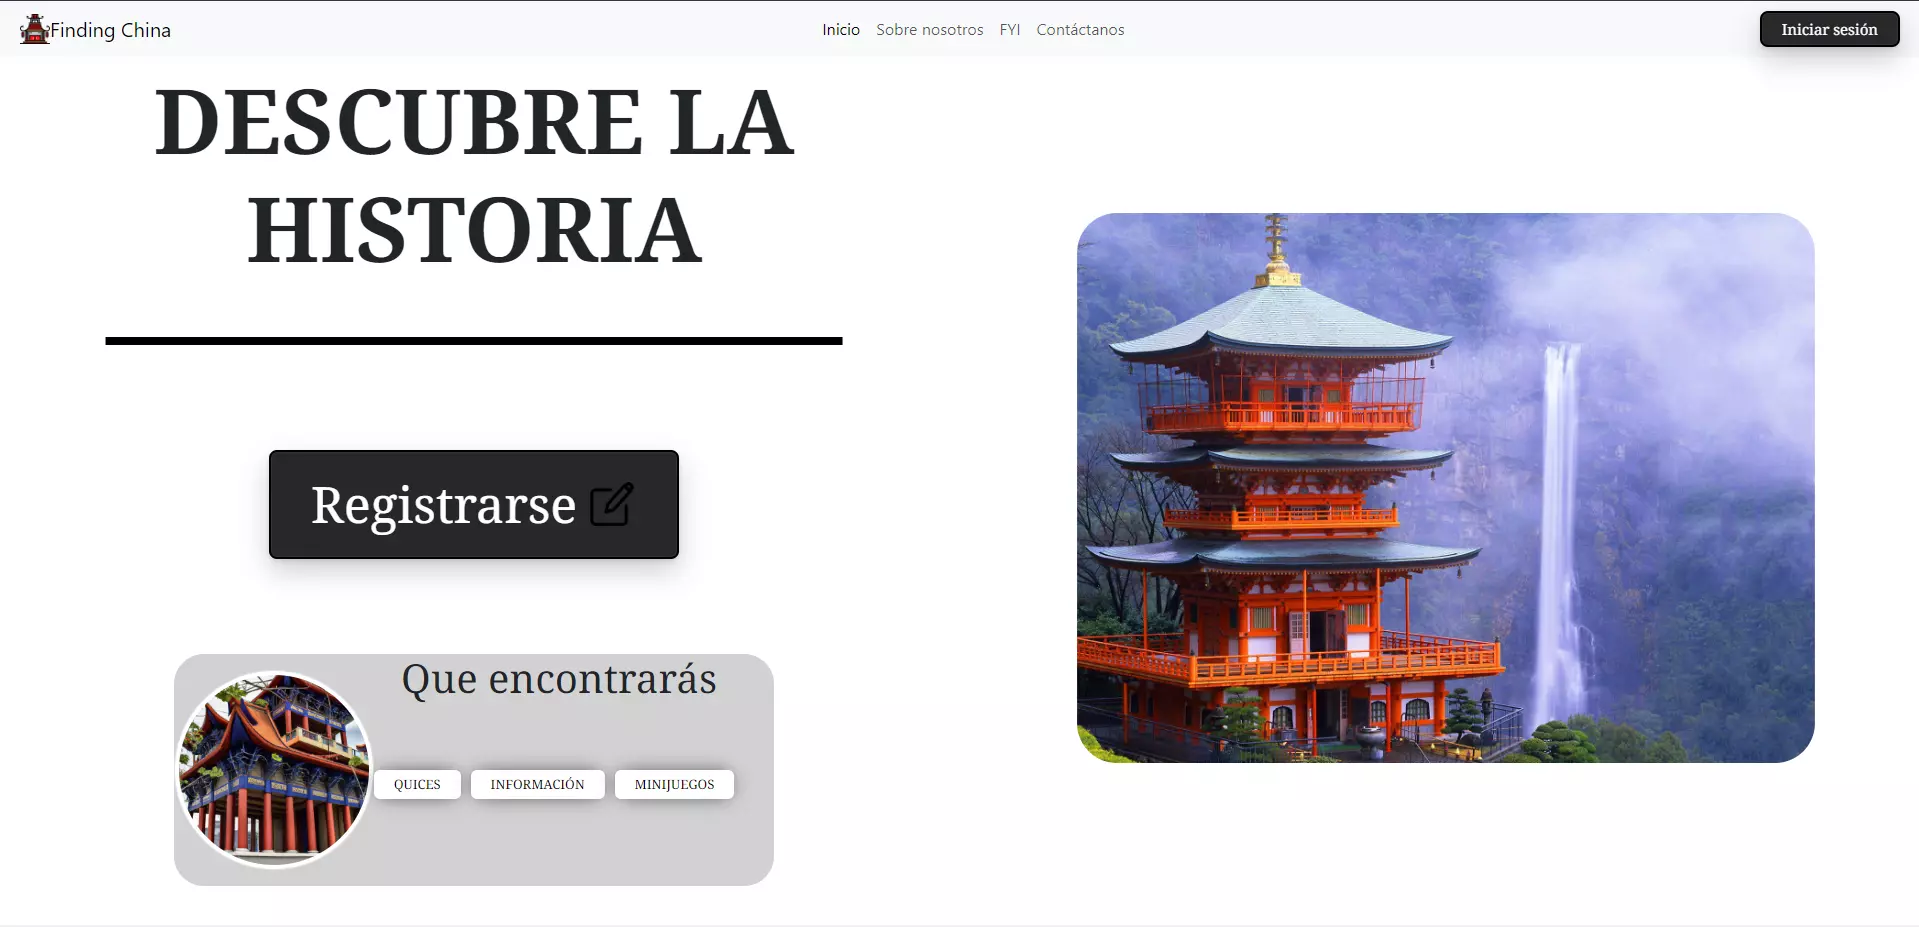 Finding China
Inicio Sobre nosotros FYI Contáctanos
Iniciar sesión
DESCUBRE LA
HISTORIA
Registrarse
Que encontrarás
QUICES INFORMACIÓN MINIJUEGOS